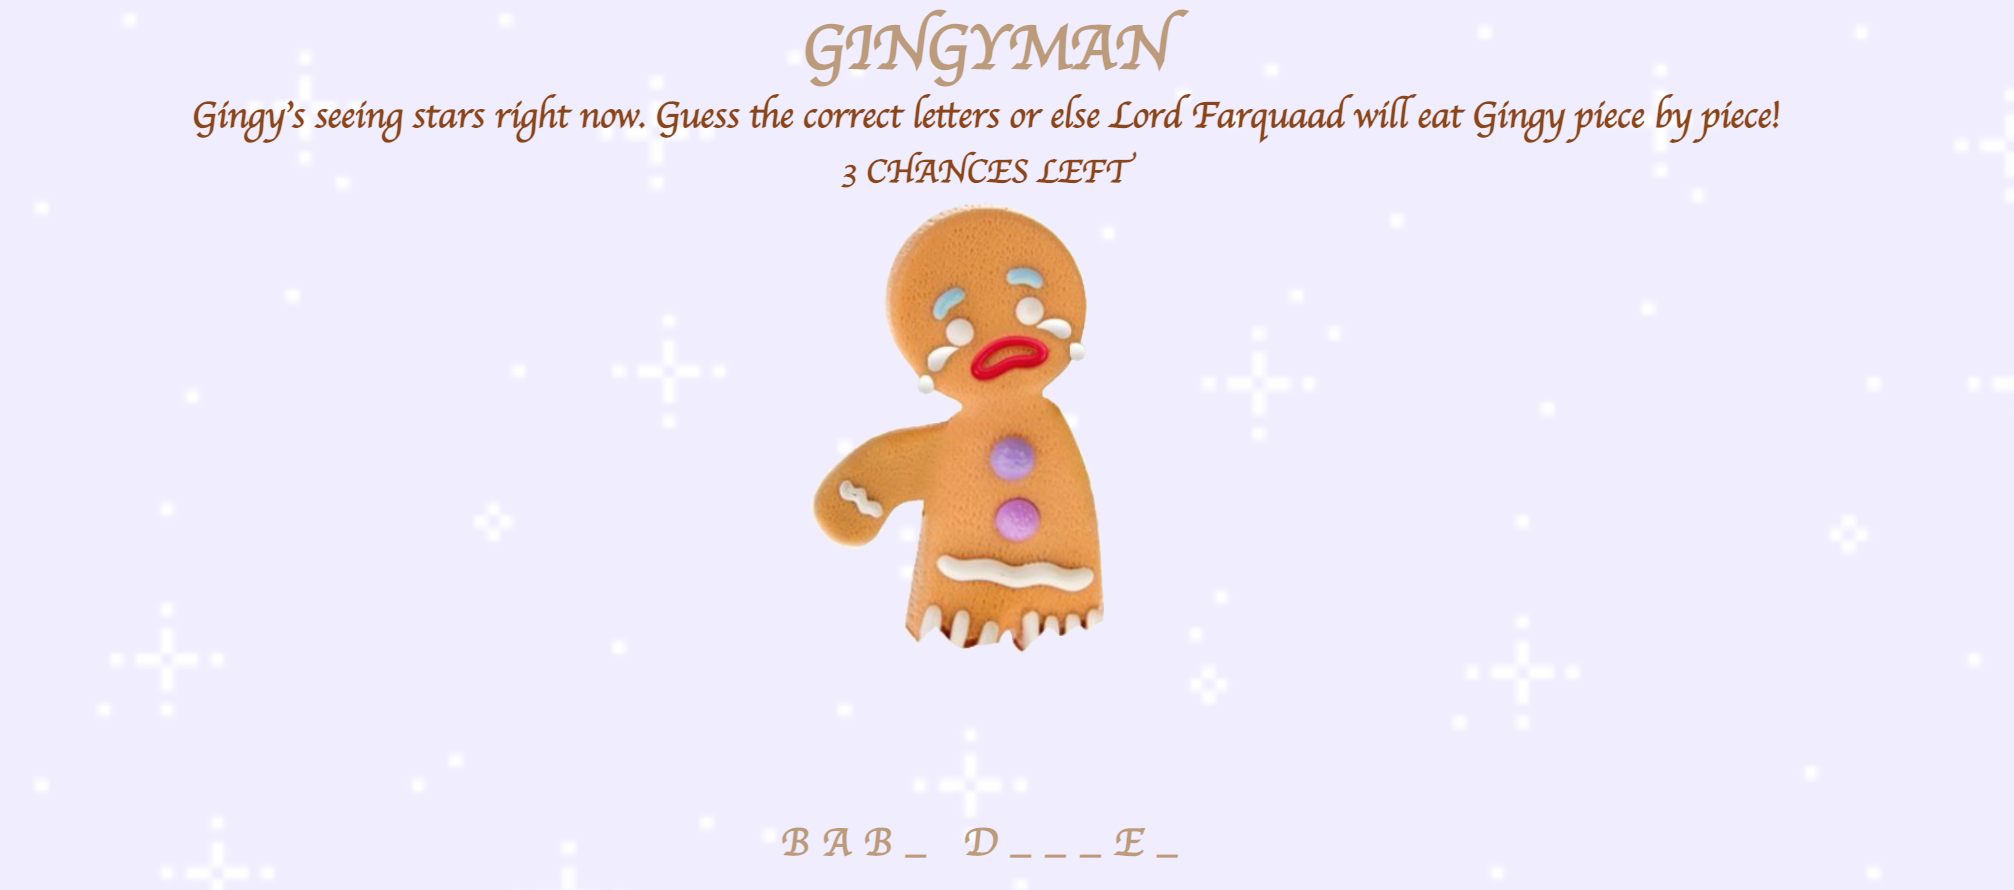 GINGYMAN
Gingy's seeing stars right now. Guess the correct letters or else Lord Farquaad will eat Gingy piece by piece!
3 CHANCES LEFT
B A B _ D _ _ _ E _